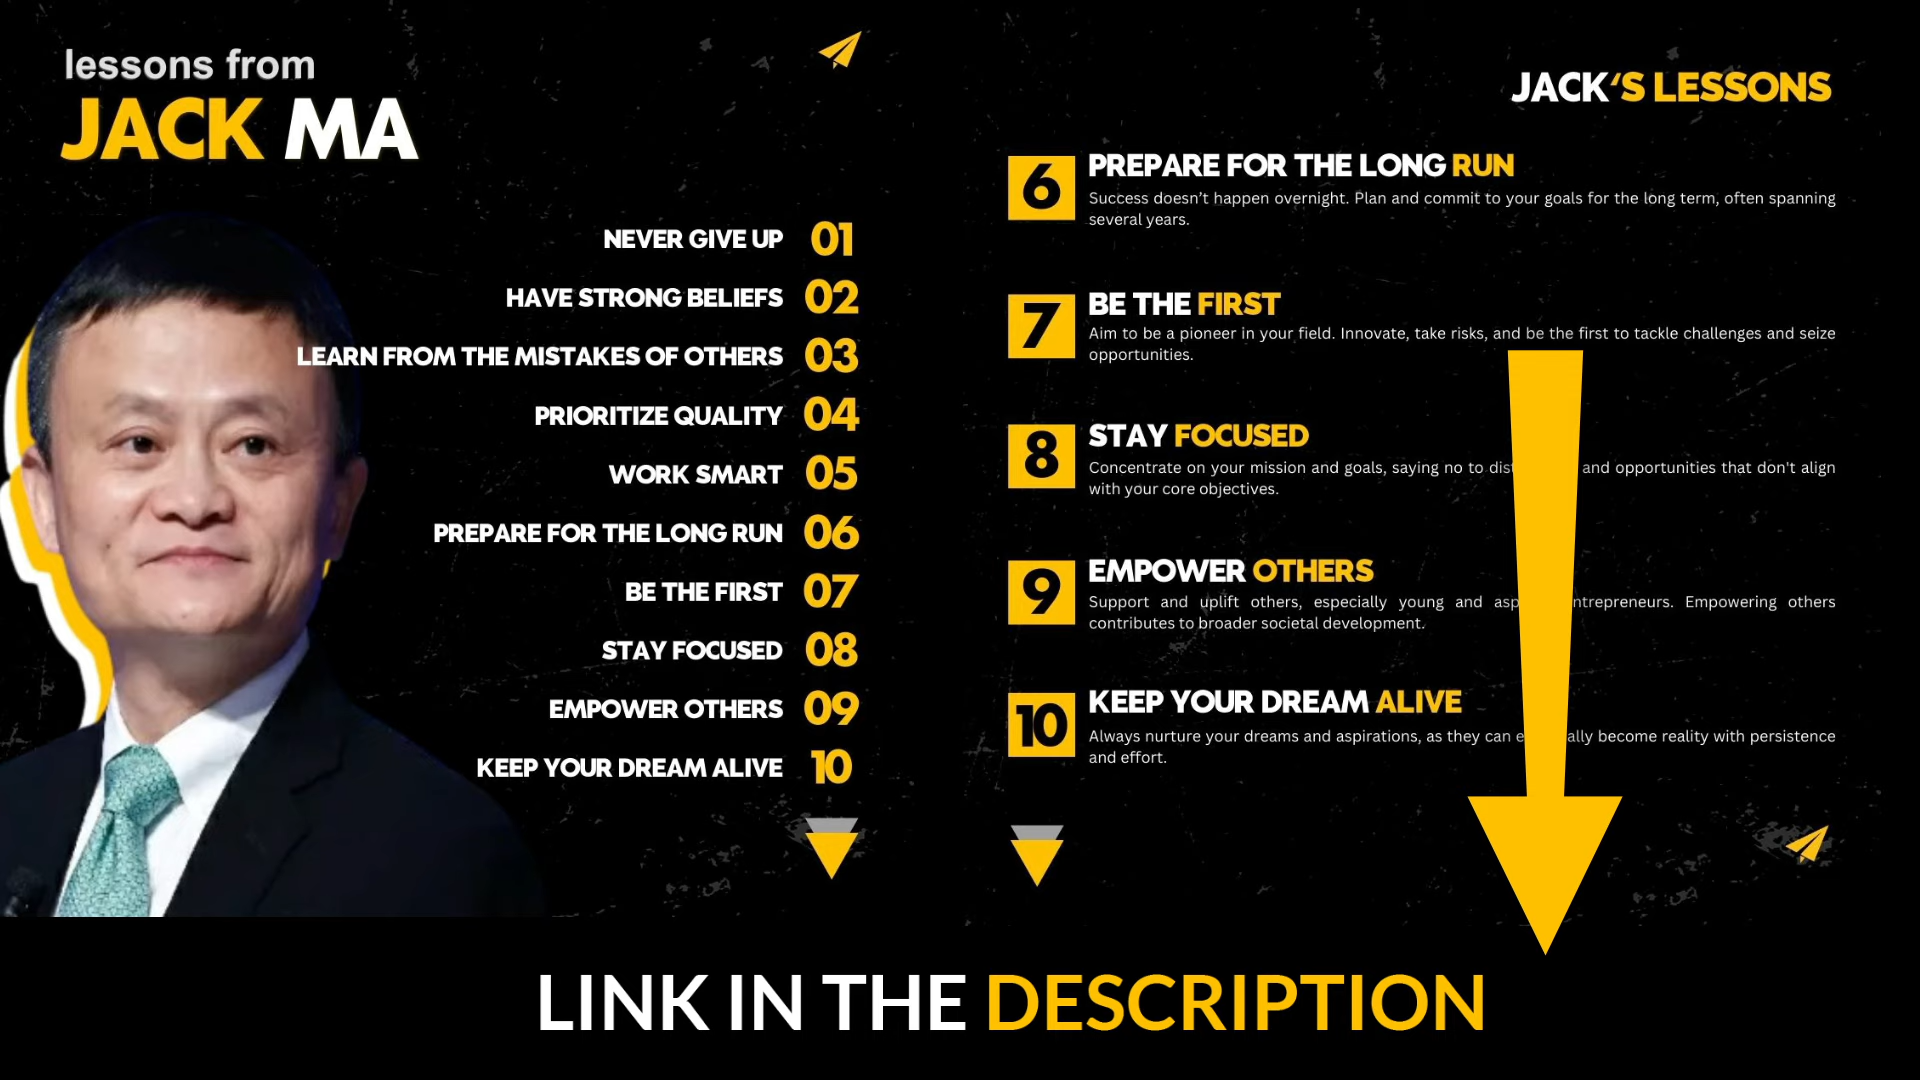 lessons from
JACK MA
NEVER GIVE UP 01
HAVE STRONG BELIEFS 02
LEARN FROM THE MISTAKES OF OTHERS 03
PRIORITIZE QUALITY 04
WORK SMART 05
PREPARE FOR THE LONG RUN 06
BE THE FIRST 07
STAY FOCUSED 08
EMPOWER OTHERS 09
KEEP YOUR DREAM ALIVE 10
JACK‘S LESSONS
6 PREPARE FOR THE LONG RUN
Success doesn’t happen overnight. Plan and commit to your goals for the long term, often spanning
several years.
7 BE THE FIRST
Aim to be a pioneer in your field. Innovate, take risks, and be the first to tackle challenges and seize
opportunities.
8 STAY FOCUSED
Concentrate on your mission and goals, saying no to and opportunities that don't align
with your core objectives.
9 EMPOWER OTHERS
Support and uplift others, especially young and Empowering others
contributes to broader societal development.
10 KEEP YOUR DREAM ALIVE
Always nurture your dreams and aspirations, as they can become reality with persistence
and effort.
LINK IN THE DESCRIPTION